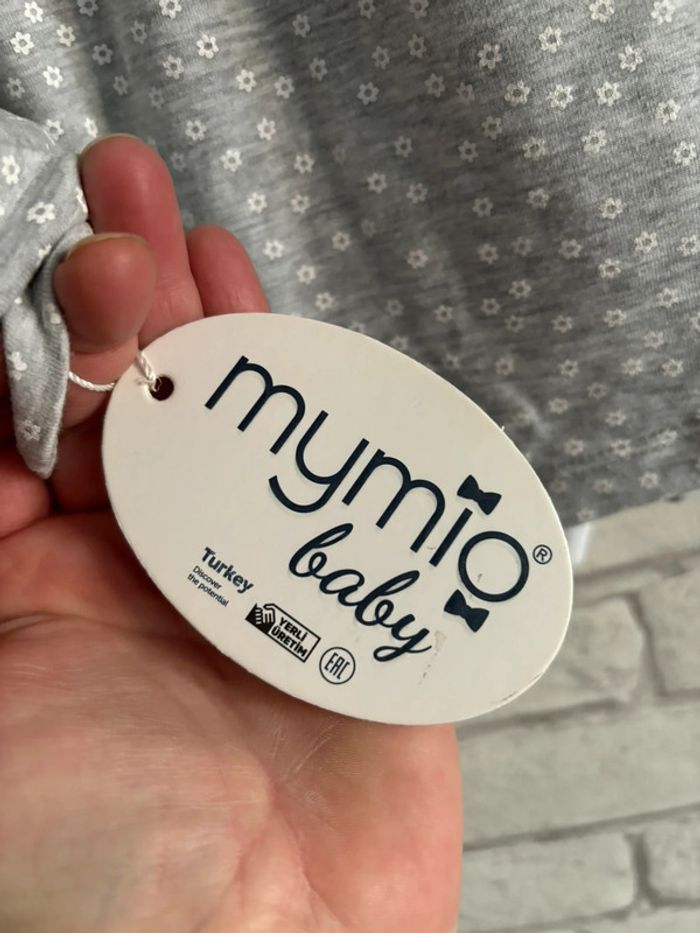 mymio®
baby
Turkey
Discover
the potential
YERLİ
ÜRETİM
EAC